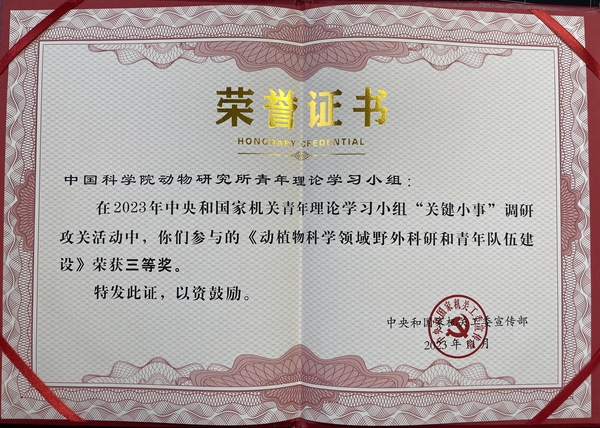 荣誉证书
HONORARY CREDENTIAL
中国科学院动物研究所青年理论学习小组：
在2023年中央和国家机关青年理论学习小组“关键小事”调研
攻关活动中，你们参与的《动植物科学领域野外科研和青年队伍建
设》荣获三等奖。
特发此证，以资鼓励。
中央和国家机关工委宣传部
2023年 月